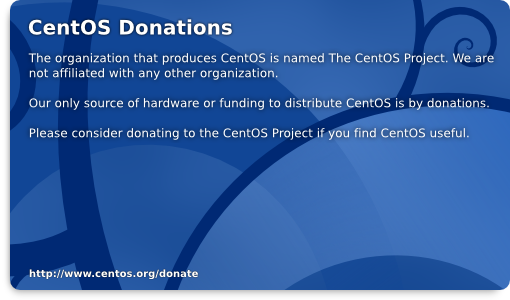 CentOS Donations
The organization that produces CentOS is named The CentOS Project. We are
not affiliated with any other organization.
Our only source of hardware or funding to distribute CentOS is by donations.
Please consider donating to the CentOS Project if you find CentOS useful.
http://www.centos.org/donate